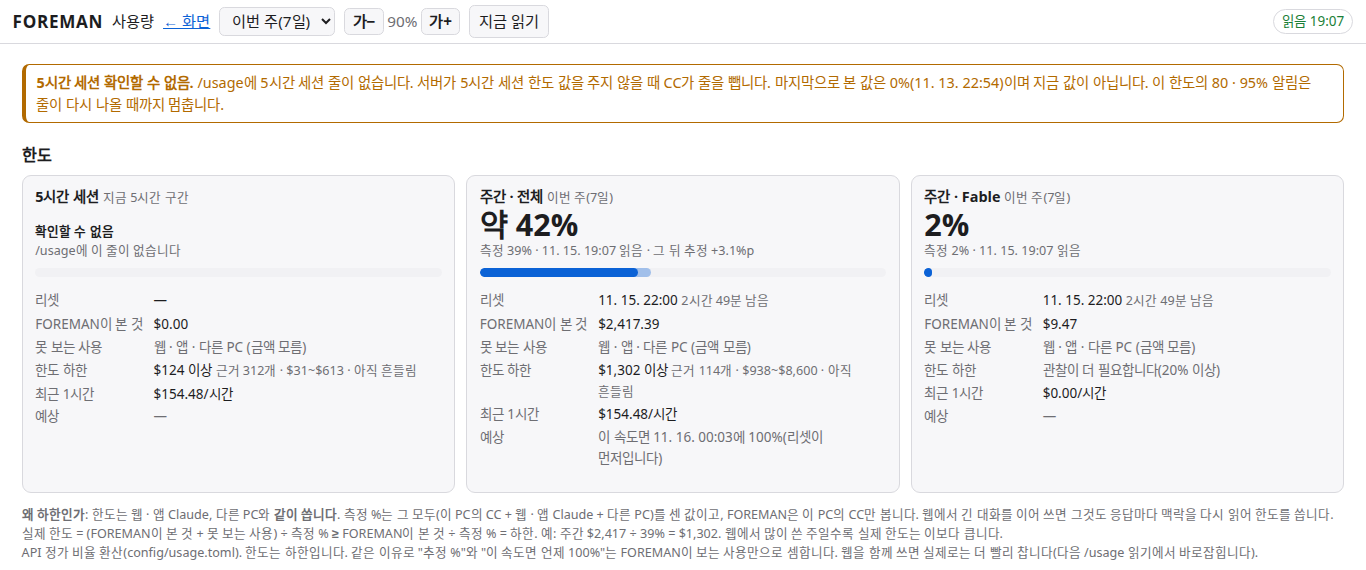 FOREMAN 사용량 ← 화면 이번 주(7일) 가− 90% 가+ 지금 읽기 읽음 19:07
5시간 세션 확인할 수 없음. /usage에 5시간 세션 줄이 없습니다. 서버가 5시간 세션 한도 값을 주지 않을 때 CC가 줄을 뺍니다. 마지막으로 본 값은 0%(11. 13. 22:54)이며 지금 값이 아닙니다. 이 한도의 80 · 95% 알림은
줄이 다시 나올 때까지 멈춥니다.
한도
5시간 세션 지금 5시간 구간
확인할 수 없음
/usage에 이 줄이 없습니다
리셋 —
FOREMAN이 본 것 $0.00
못 보는 사용 웹 · 앱 · 다른 PC (금액 모름)
한도 하한 $124 이상 근거 312개 · $31~$613 · 아직 흔들림
최근 1시간 $154.48/시간
예상 —
주간 · 전체 이번 주(7일)
약 42%
측정 39% · 11. 15. 19:07 읽음 · 그 뒤 추정 +3.1%p
리셋 11. 15. 22:00 2시간 49분 남음
FOREMAN이 본 것 $2,417.39
못 보는 사용 웹 · 앱 · 다른 PC (금액 모름)
한도 하한 $1,302 이상 근거 114개 · $938~$8,600 · 아직
흔들림
최근 1시간 $154.48/시간
예상 이 속도면 11. 16. 00:03에 100%(리셋이
먼저입니다)
주간 · Fable 이번 주(7일)
2%
측정 2% · 11. 15. 19:07 읽음
리셋 11. 15. 22:00 2시간 49분 남음
FOREMAN이 본 것 $9.47
못 보는 사용 웹 · 앱 · 다른 PC (금액 모름)
한도 하한 관찰이 더 필요합니다(20% 이상)
최근 1시간 $0.00/시간
예상 —
왜 하한인가: 한도는 웹 · 앱 Claude, 다른 PC와 같이 씁니다. 측정 %는 그 모두(이 PC의 CC + 웹 · 앱 Claude + 다른 PC)를 센 값이고, FOREMAN은 이 PC의 CC만 봅니다. 웹에서 긴 대화를 이어 쓰면 그것도 응답마다 맥락을 다시 읽어 한도를 씁니다.
실제 한도 = (FOREMAN이 본 것 + 못 보는 사용) ÷ 측정 % ≥ FOREMAN이 본 것 ÷ 측정 % = 하한. 예: 주간 $2,417 ÷ 39% = $1,302. 웹에서 많이 쓴 주일수록 실제 한도는 이보다 큽니다.
API 정가 비율 환산(config/usage.toml). 한도는 하한입니다. 같은 이유로 "추정 %"와 "이 속도면 언제 100%"는 FOREMAN이 보는 사용만으로 셈합니다. 웹을 함께 쓰면 실제로는 더 빨리 찹니다(다음 /usage 읽기에서 바로잡힙니다).